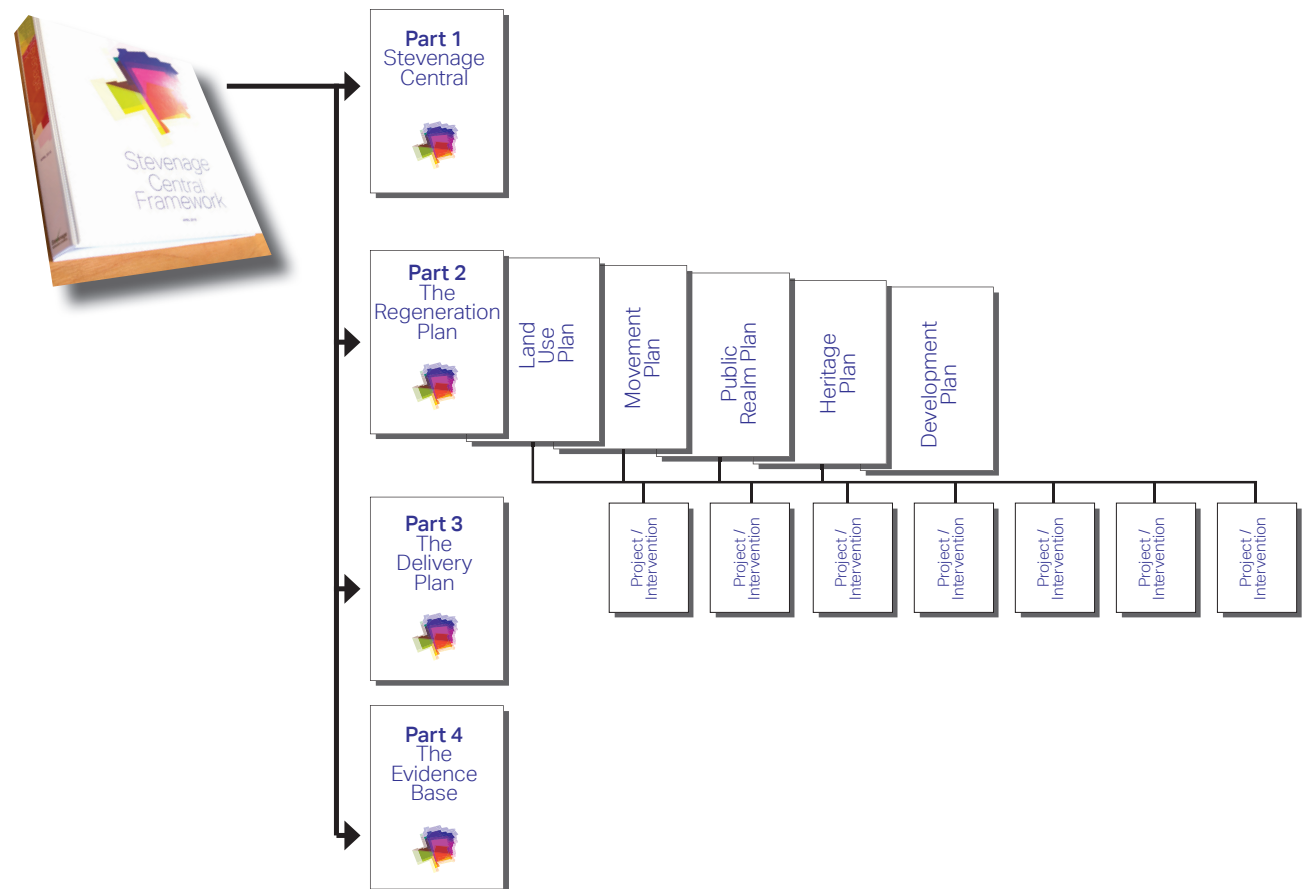 Stevenage
Central
Framework
Part 1
Stevenage
Central
Part 2
The
Regeneration
Plan
Land
Use
Plan
Movement
Plan
Public
Realm Plan
Heritage
Plan
Development
Plan
Project /
Intervention
Project /
Intervention
Project /
Intervention
Project /
Intervention
Project /
Intervention
Project /
Intervention
Project /
Intervention
Part 3
The
Delivery
Plan
Part 4
The
Evidence
Base